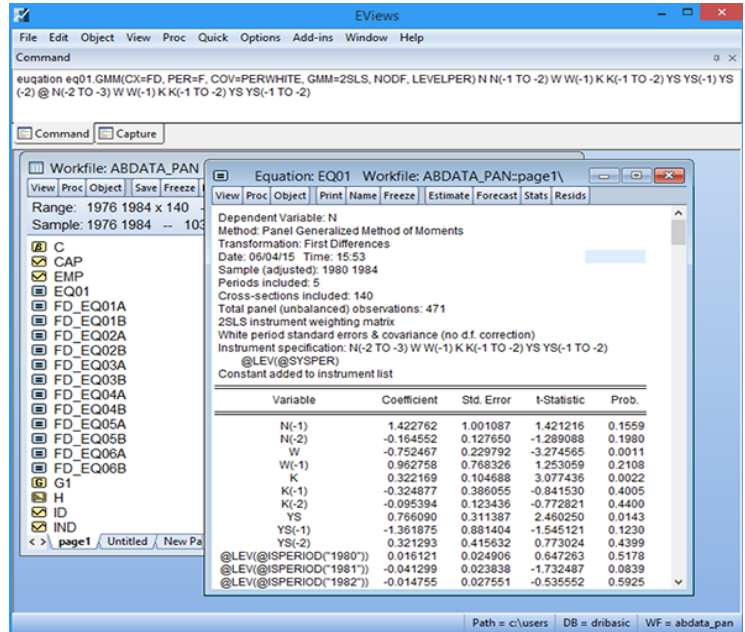 EViews
File Edit Object View Proc Quick Options Add-ins Window Help
Command
euqation eq01.GMM(CX=FD, PER=F, COV=PERWHITE, GMM=2SLS, NODF, LEVELPER) N N(-1 TO -2) W W(-1) K K(-1 TO -2) YS YS(-1) YS
(-2) @ N(-2 TO -3) W W(-1) K K(-1 TO -2) YS YS(-1 TO -2)
Command Capture
Workfile: ABDATA_PAN
View Proc Object Save Freeze
Range: 1976 1984 x 140 -
Sample: 1976 1984 -- 103
C
CAP
EMP
EQ01
FD_EQ01A
FD_EQ01B
FD_EQ02A
FD_EQ02B
FD_EQ03A
FD_EQ03B
FD_EQ04A
FD_EQ04B
FD_EQ05A
FD_EQ05B
FD_EQ06A
FD_EQ06B
G1
H
ID
IND
page1 Untitled New Pa
Equation: EQ01 Workfile: ABDATA_PAN::page1\
View Proc Object Print Name Freeze Estimate Forecast Stats Resids
Dependent Variable: N
Method: Panel Generalized Method of Moments
Transformation: First Differences
Date: 06/04/15 Time: 15:53
Sample (adjusted): 1980 1984
Periods included: 5
Cross-sections included: 140
Total panel (unbalanced) observations: 471
2SLS instrument weighting matrix
White period standard errors & covariance (no d.f. correction)
Instrument specification: N(-2 TO -3) W W(-1) K K(-1 TO -2) YS YS(-1 TO -2)
@LEV(@SYSPER)
Constant added to instrument list
Variable Coefficient Std. Error t-Statistic Prob.
N(-1) 1.422762 1.001087 1.421216 0.1559
N(-2) -0.164552 0.127650 -1.289088 0.1980
W -0.752467 0.229792 -3.274565 0.0011
W(-1) 0.962758 0.768326 1.253059 0.2108
K 0.322169 0.104688 3.077436 0.0022
K(-1) -0.324877 0.386055 -0.841530 0.4005
K(-2) -0.095394 0.123436 -0.772821 0.4400
YS 0.766090 0.311387 2.460250 0.0143
YS(-1) -1.361875 0.881404 -1.545121 0.1230
YS(-2) 0.321293 0.415632 0.773024 0.4399
@LEV(@ISPERIOD("1980")) 0.016121 0.024906 0.647263 0.5178
@LEV(@ISPERIOD("1981")) -0.041299 0.023838 -1.732487 0.0839
@LEV(@ISPERIOD("1982")) -0.014755 0.027551 -0.535552 0.5925
Path = c:\users DB = dribasic WF = abdata_pan